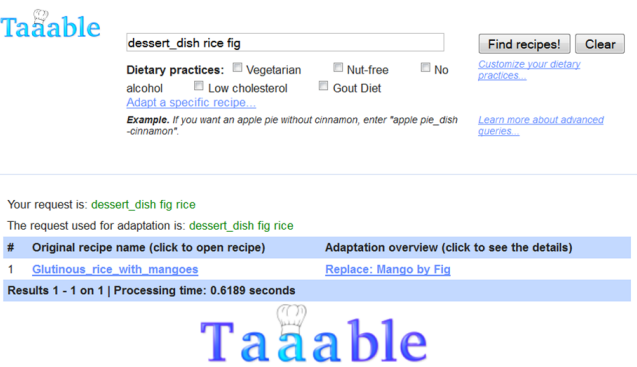 Taaable
dessert_dish rice fig
Find recipes! Clear
Dietary practices: Vegetarian Nut-free No
alcohol Low cholesterol Gout Diet
Customize your dietary
practices...
Adapt a specific recipe...
Example. If you want an apple pie without cinnamon, enter "apple pie_dish
-cinnamon".
Learn more about advanced
queries...
Your request is: dessert_dish fig rice
The request used for adaptation is: dessert_dish fig rice
# Original recipe name (click to open recipe) Adaptation overview (click to see the details)
1 Glutinous_rice_with_mangoes Replace: Mango by Fig
Results 1 - 1 on 1 | Processing time: 0.6189 seconds
Taaable